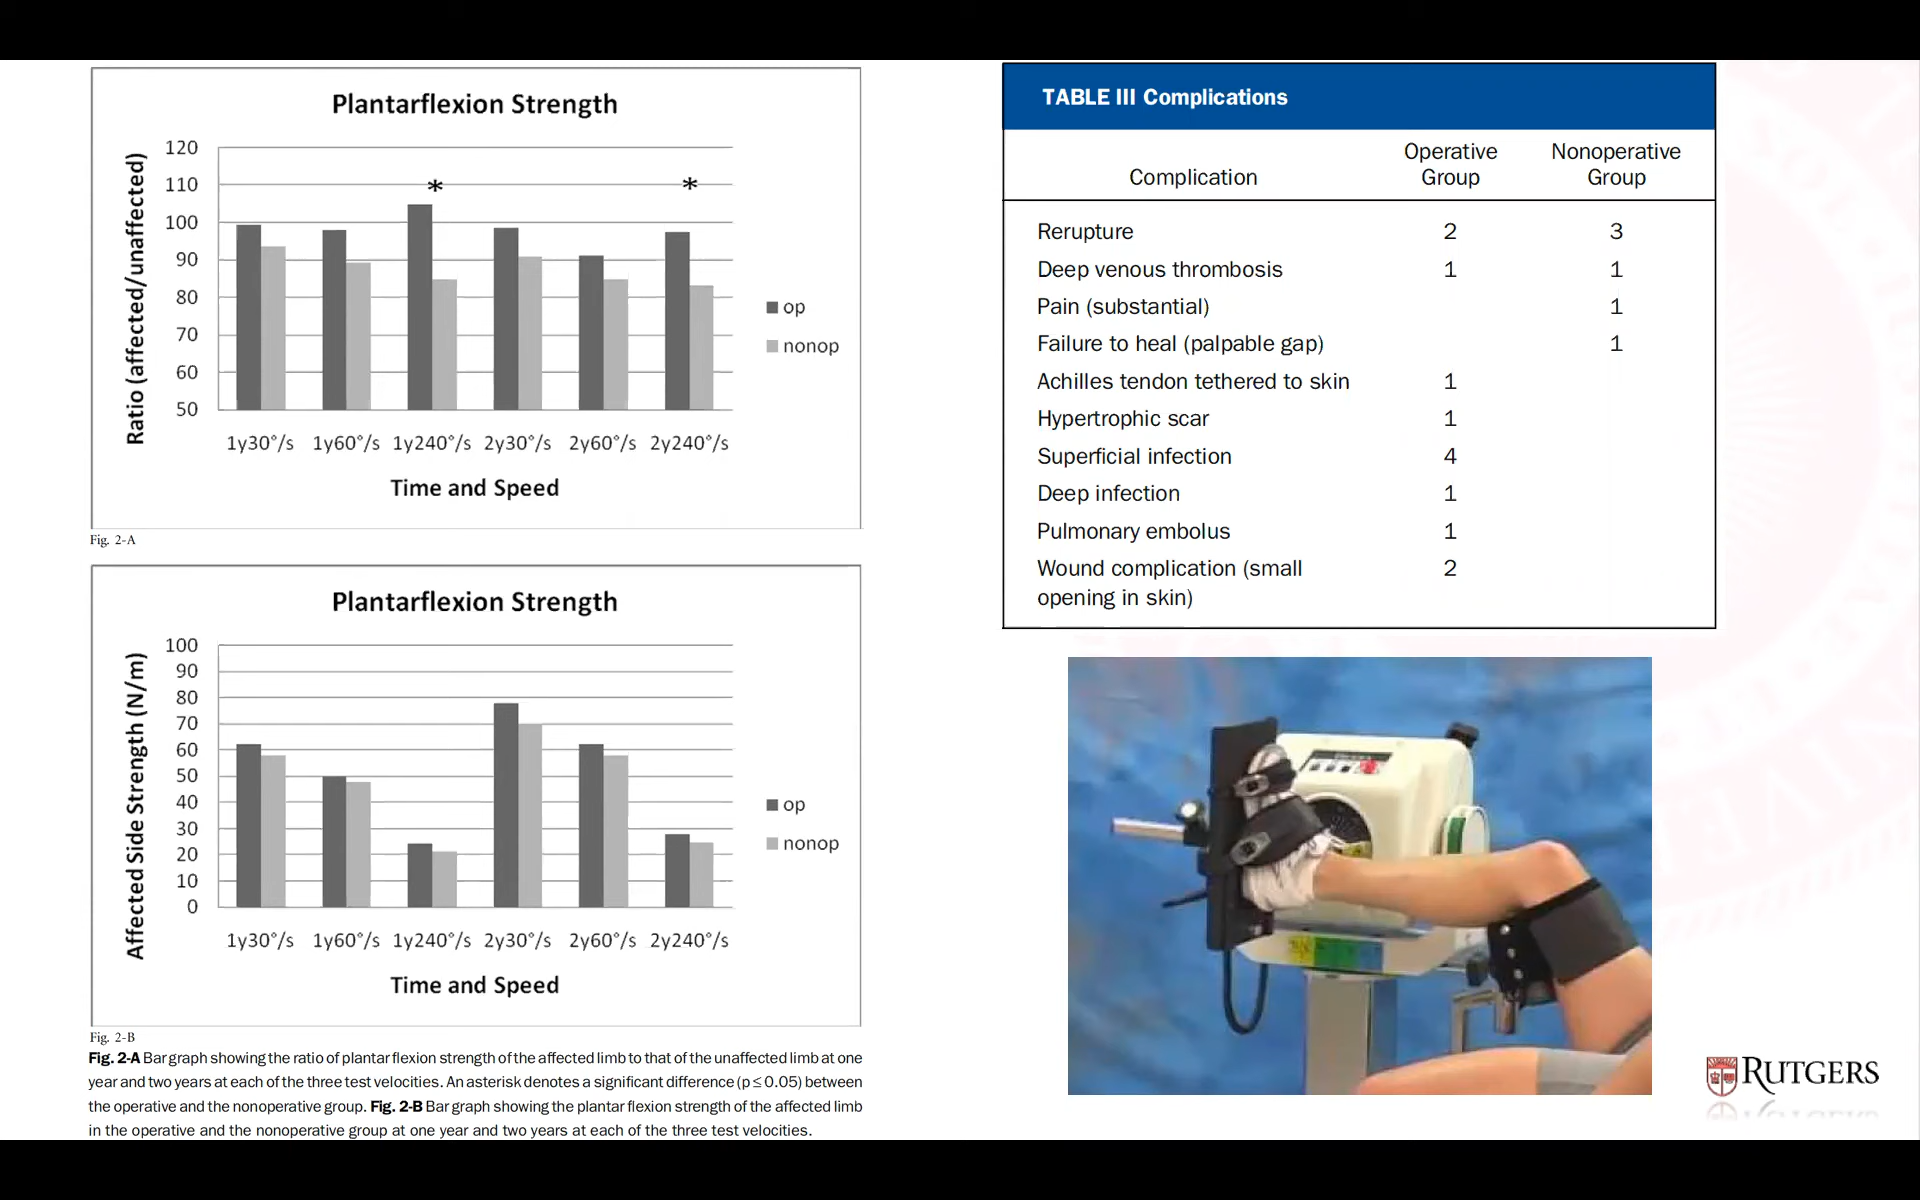 Plantarflexion Strength
Ratio (affected/unaffected)
120
110
100
90
80
70
60
50
*
*
1y30°/s 1y60°/s 1y240°/s 2y30°/s 2y60°/s 2y240°/s
Time and Speed
op
nonop
Fig. 2-A
Plantarflexion Strength
Affected Side Strength (N/m)
100
90
80
70
60
50
40
30
20
10
0
1y30°/s 1y60°/s 1y240°/s 2y30°/s 2y60°/s 2y240°/s
Time and Speed
op
nonop
Fig. 2-B
Fig. 2-A Bar graph showing the ratio of plantar flexion strength of the affected limb to that of the unaffected limb at one
year and two years at each of the three test velocities. An asterisk denotes a significant difference (p ≤ 0.05) between
the operative and the nonoperative group. Fig. 2-B Bar graph showing the plantar flexion strength of the affected limb
in the operative and the nonoperative group at one year and two years at each of the three test velocities.
TABLE III Complications
Complication Operative Group Nonoperative Group
Rerupture 2 3
Deep venous thrombosis 1 1
Pain (substantial) 1
Failure to heal (palpable gap) 1
Achilles tendon tethered to skin 1
Hypertrophic scar 1
Superficial infection 4
Deep infection 1
Pulmonary embolus 1
Wound complication (small 2
opening in skin)
RUTGERS